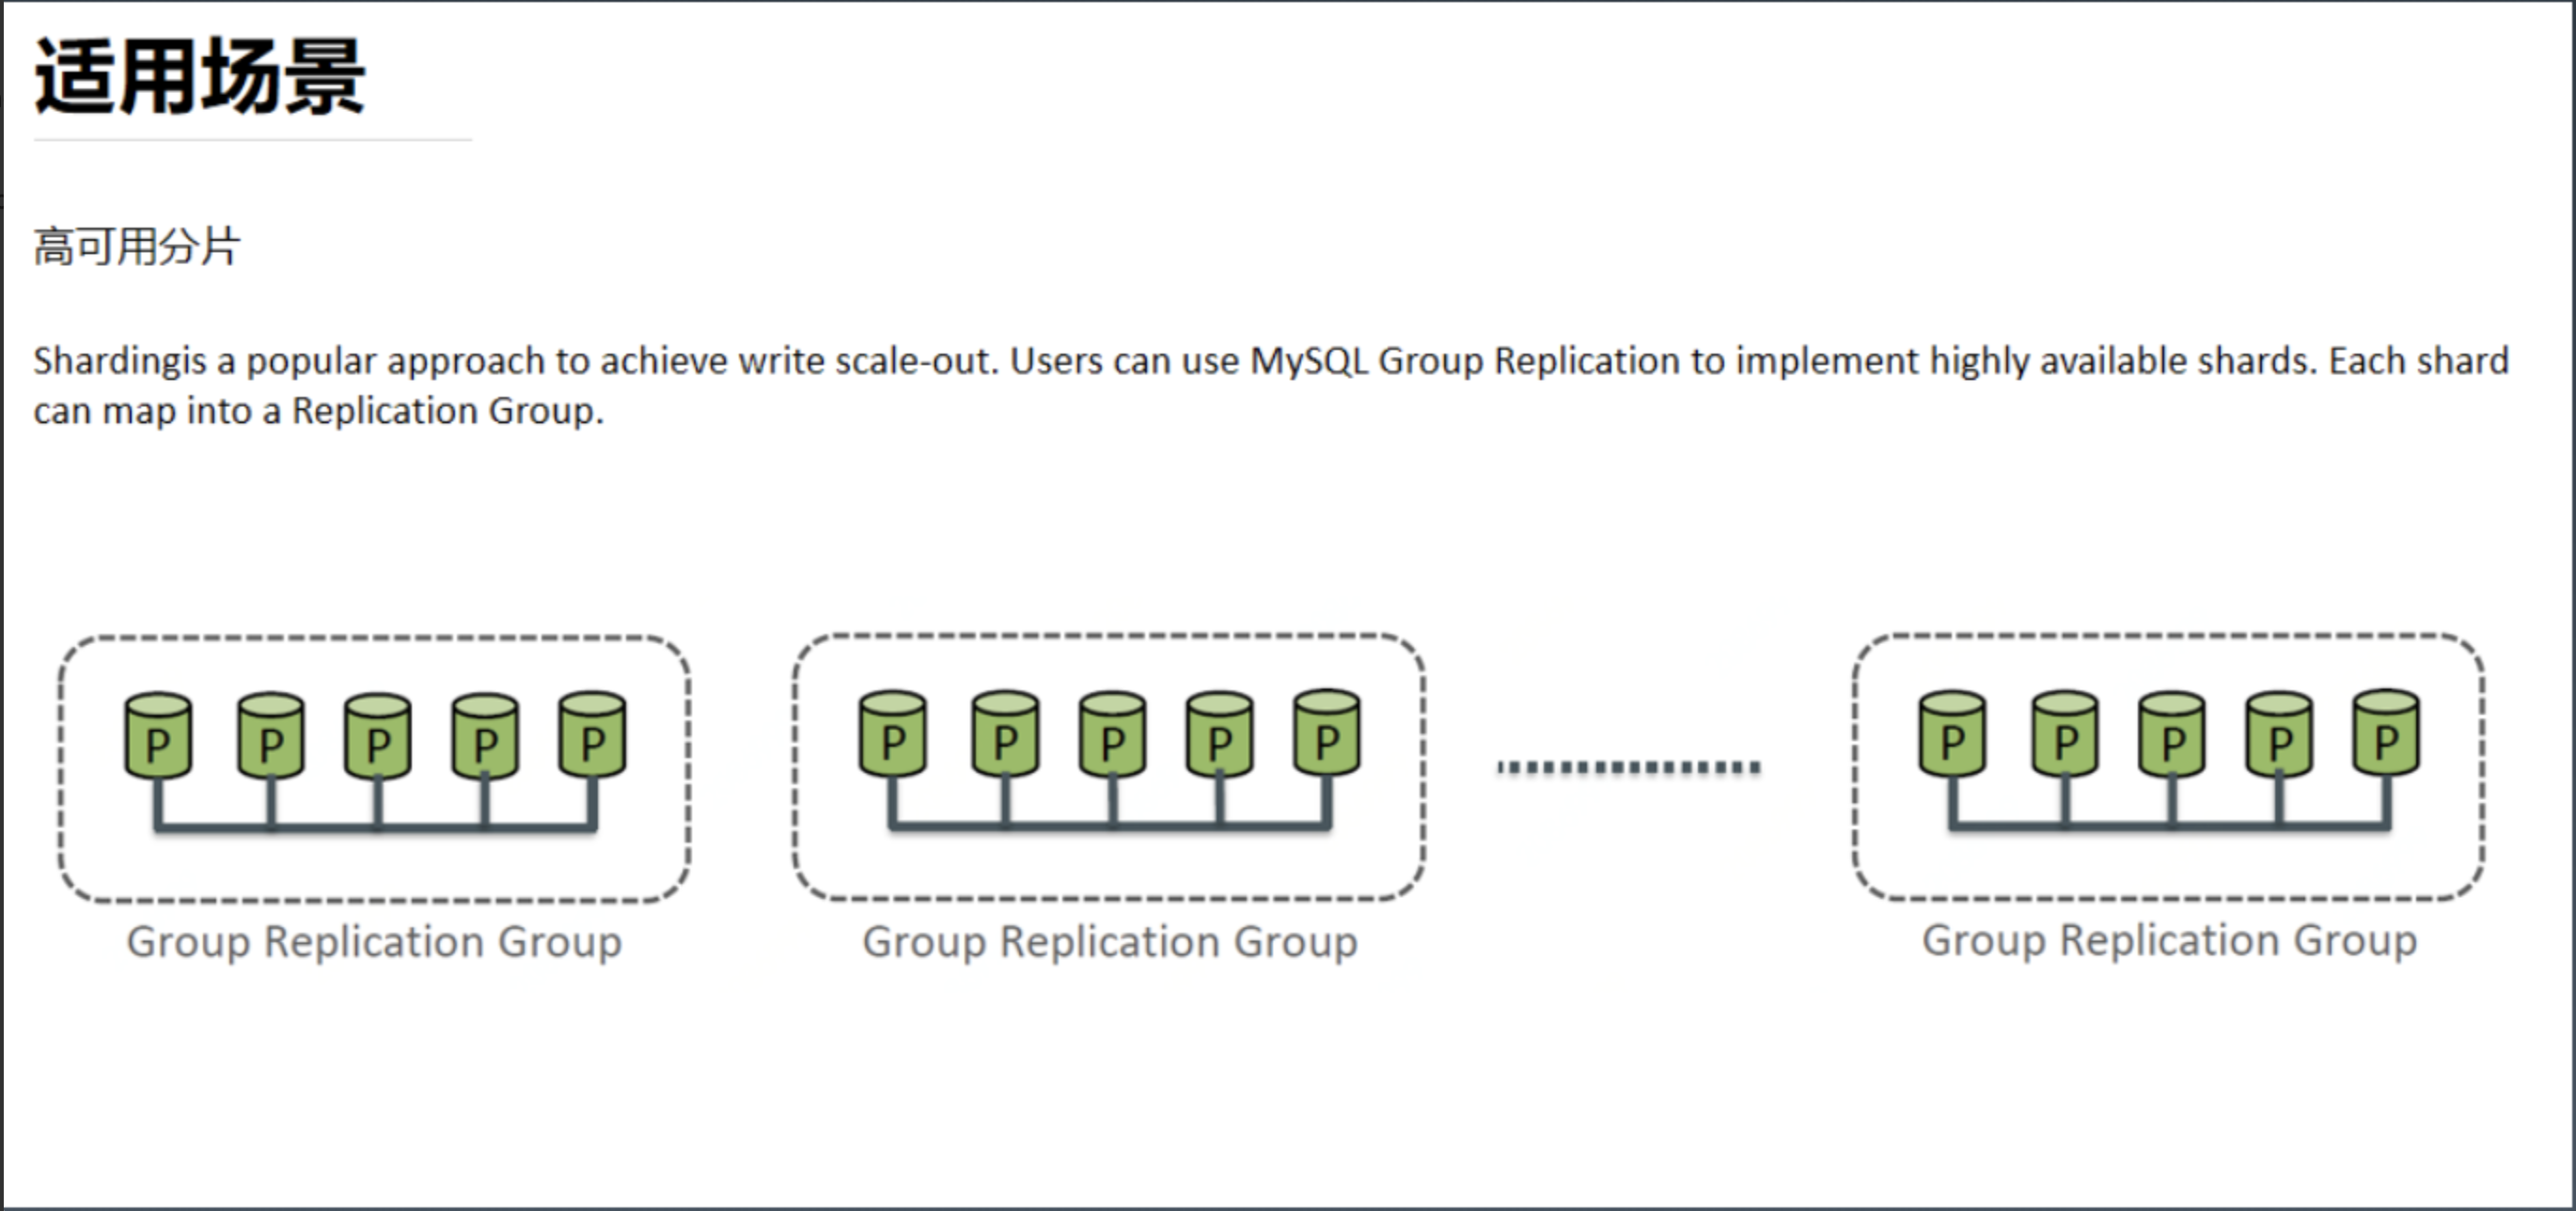 适用场景
高可用分片
Shardingis a popular approach to achieve write scale-out. Users can use MySQL Group Replication to implement highly available shards. Each shard
can map into a Replication Group.
P P P P P
P P P P P
P P P P P
Group Replication Group
Group Replication Group
Group Replication Group